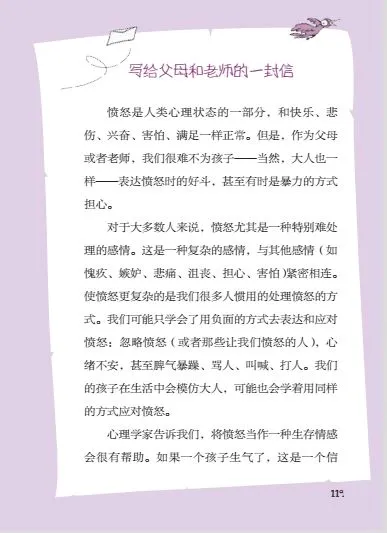 写给父母和老师的一封信
愤怒是人类心理状态的一部分，和快乐、悲
伤、兴奋、害怕、满足一样正常。但是，作为父母
或者老师，我们很难不为孩子——当然，大人也一
样——表达愤怒时的好斗，甚至有时是暴力的方式
担心。
对于大多数人来说，愤怒尤其是一种特别难处
理的感情。这是一种复杂的感情，与其他感情（如
愧疚、嫉妒、悲痛、沮丧、担心、害怕）紧密相连。
使愤怒更复杂的是我们很多人惯用的处理愤怒的方
式。我们可能只学会了用负面的方式去表达和应对
愤怒：忽略愤怒（或者那些让我们愤怒的人），心
绪不安，甚至脾气暴躁、骂人、叫喊、打人。我们
的孩子在生活中会模仿大人，可能也会学着用同样
的方式应对愤怒。
心理学家告诉我们，将愤怒当作一种生存情感
会很有帮助。如果一个孩子生气了，这是一个信